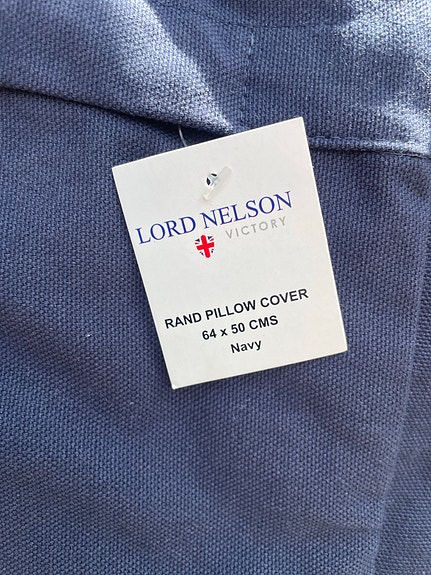 LORD NELSON
VICTORY
RAND PILLOW COVER
64 x 50 CMS
Navy